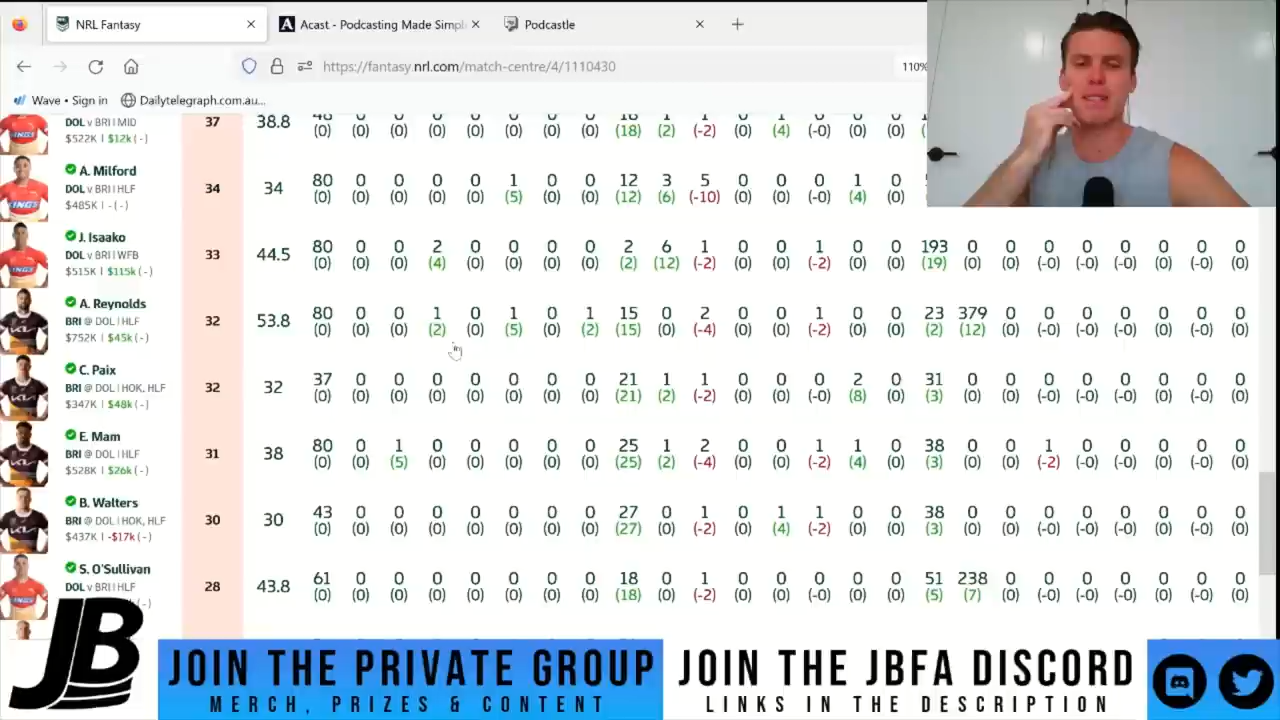 NRL Fantasy
Acast - Podcasting Made Simpl
Podcastle
https://fantasy.nrl.com/match-centre/4/1110430
110%
Wave • Sign in
Dailytelegraph.com.au...
DOL v BRI | MID 37 38.8
$522K | $12k (-) (0) (0) (0) (0) (0) (0) (0) (0) (18) (2) (-2) (0) (4) (-0) (0) (0)
A. Milford 80 0 0 0 0 1 0 0 12 3 5 0 0 0 1 0
DOL v BRI | HLF 34 34
$485K | - (-) (0) (0) (0) (0) (0) (5) (0) (0) (12) (6) (-10) (0) (0) (-0) (4) (0)
J. Isaako 80 0 0 2 0 0 0 0 2 6 1 0 0 1 0 0 193 0 0 0 0 0 0 0 0
DOL v BRI | WFB 33 44.5
$515K | $115k (-) (0) (0) (0) (4) (0) (0) (0) (0) (2) (12) (-2) (0) (0) (-2) (0) (0) (19) (0) (0) (-0) (-0) (-0) (0) (-0) (0)
A. Reynolds 80 0 0 1 0 1 0 1 15 0 2 0 0 1 0 0 23 379 0 0 0 0 0 0 0
BRI @ DOL | HLF 32 53.8
$752K | $45k (-) (0) (0) (0) (2) (0) (5) (0) (2) (15) (0) (-4) (0) (0) (-2) (0) (0) (2) (12) (0) (-0) (-0) (-0) (0) (-0) (0)
C. Paix 37 0 0 0 0 0 0 0 21 1 1 0 0 0 2 0 31 0 0 0 0 0 0 0 0
BRI @ DOL | HOK, HLF 32 32
$347K | $48k (-) (0) (0) (0) (0) (0) (0) (0) (0) (21) (2) (-2) (0) (0) (-0) (8) (0) (3) (0) (0) (-0) (-0) (-0) (0) (-0) (0)
E. Mam 80 0 1 0 0 0 0 0 25 1 2 0 0 1 1 0 38 0 0 1 0 0 0 0 0
BRI @ DOL | HLF 31 38
$528K | $26k (-) (0) (0) (5) (0) (0) (0) (0) (0) (25) (2) (-4) (0) (0) (-2) (4) (0) (3) (0) (0) (-2) (-0) (-0) (0) (-0) (0)
B. Walters 43 0 0 0 0 0 0 0 27 0 1 0 1 1 0 0 38 0 0 0 0 0 0 0 0
BRI @ DOL | HOK, HLF 30 30
$437K | -$17k (-) (0) (0) (0) (0) (0) (0) (0) (0) (27) (0) (-2) (0) (4) (-2) (0) (0) (3) (0) (0) (-0) (-0) (-0) (0) (-0) (0)
S. O'Sullivan 61 0 0 0 0 0 0 0 18 0 1 0 0 0 0 0 51 238 0 0 0 0 0 0 0
DOL v BRI | HLF 28 43.8
(-) (0) (0) (0) (0) (0) (0) (0) (0) (18) (0) (-2) (0) (0) (-0) (0) (0) (5) (7) (0) (-0) (-0) (-0) (0) (-0) (0)
JB
JOIN THE PRIVATE GROUP
MERCH, PRIZES & CONTENT
JOIN THE JBFA DISCORD
LINKS IN THE DESCRIPTION